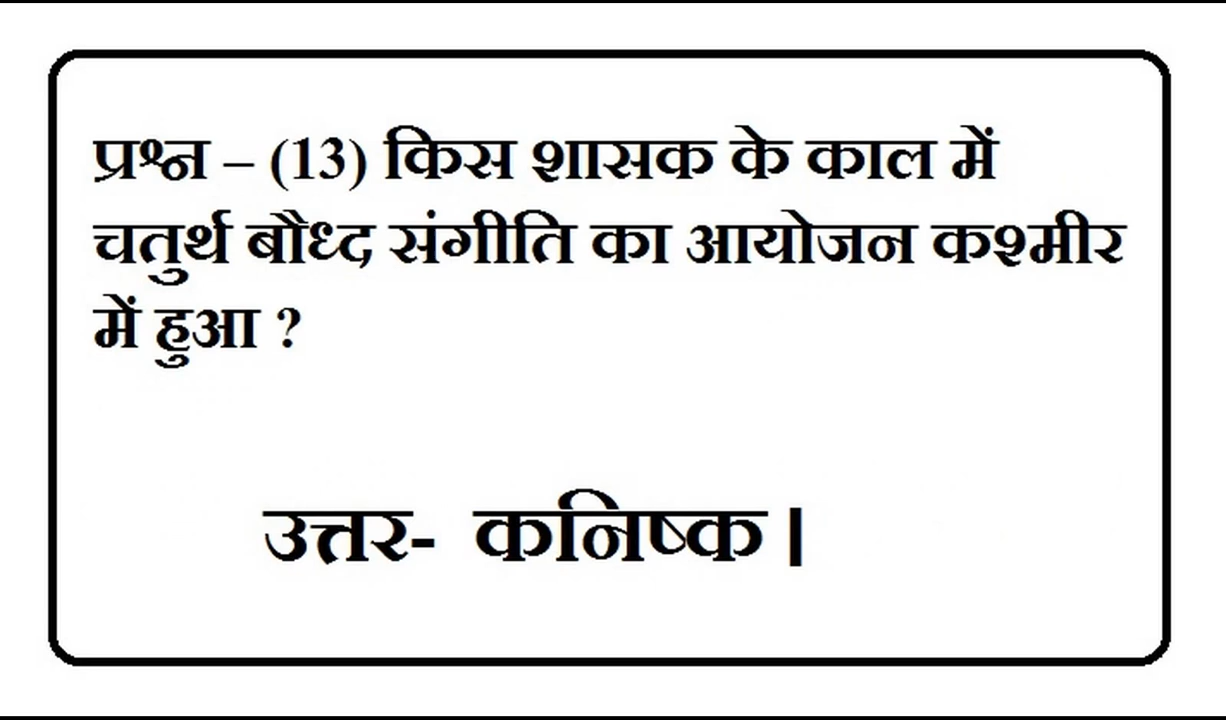 प्रश्न – (13) किस शासक के काल में
चतुर्थ बौध्द संगीति का आयोजन कश्मीर
में हुआ ?
उत्तर- कनिष्क |